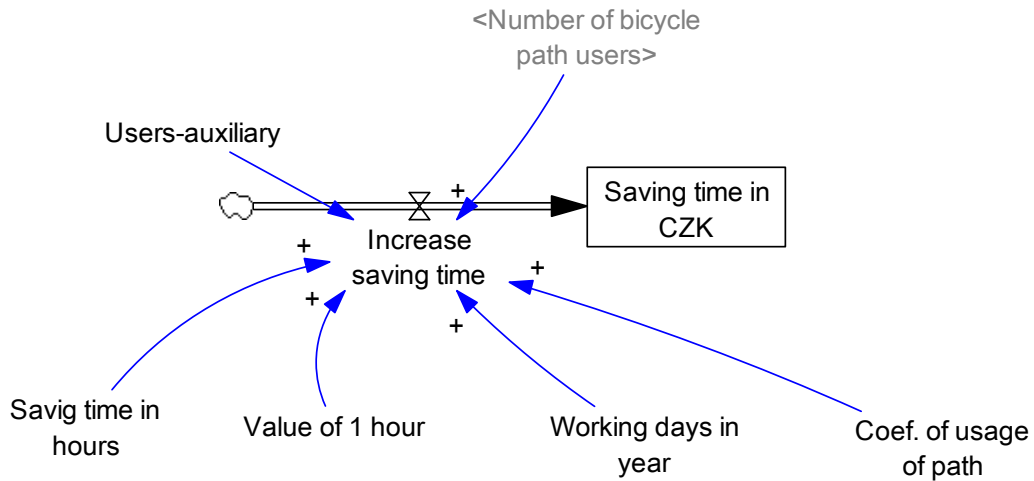 <Number of bicycle
path users>
Users-auxiliary
+
Saving time in
CZK
Increase
saving time
+
+
+
+
Savig time in
hours
Value of 1 hour
Working days in
year
Coef. of usage
of path